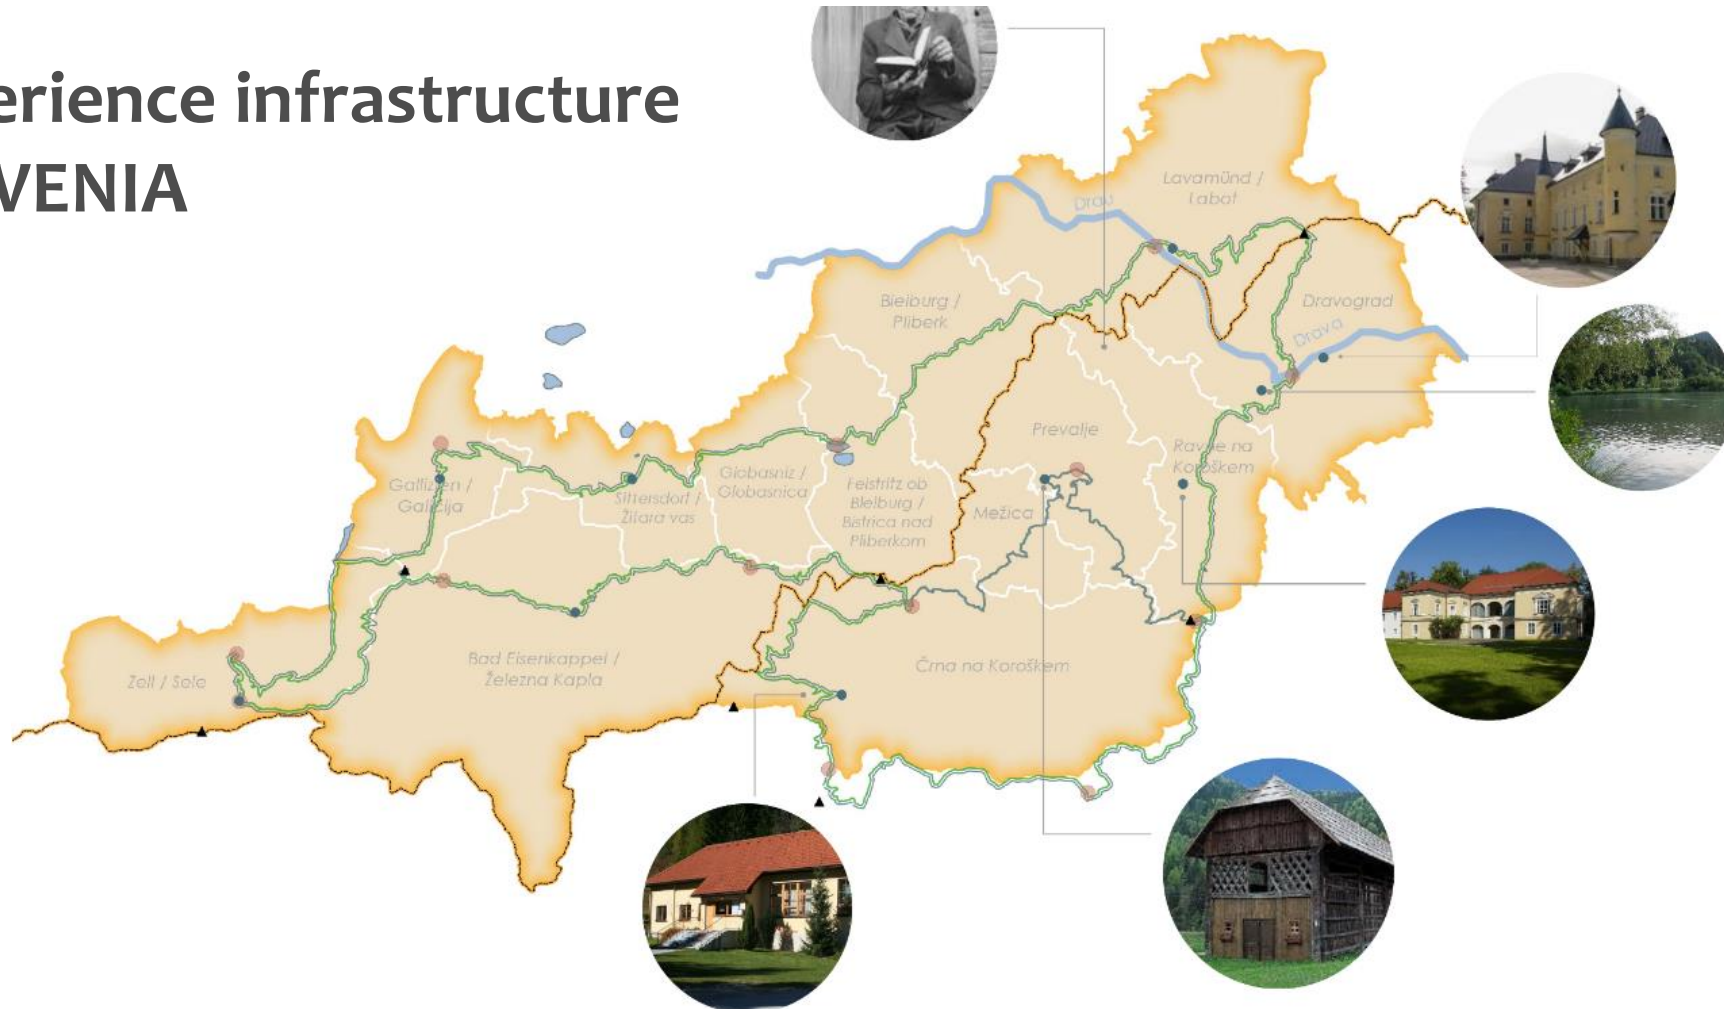 erience infrastructure
VENIA
Lavamünd /
Labot
Drau
Bleiburg /
Pliberk
Dravograd
Drava
Prevalje
Ravne na
Koroškem
Gallizien /
Galicija
Sittersdorf /
Žitara vas
Globasniz /
Globasnica
Feistritz ob
Bleiburg /
Bistrica nad
Pliberkom
Mežica
Zell / Sele
Bad Eisenkappel /
Železna Kapla
Črna na Koroškem